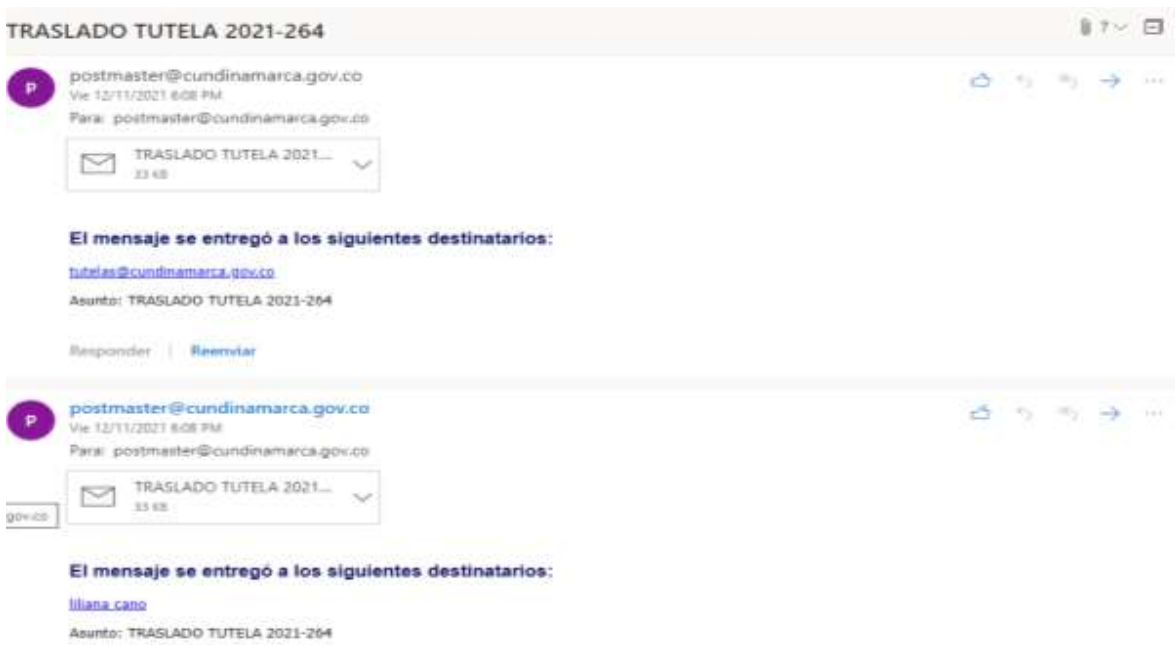 TRASLADO TUTELA 2021-264
7
P
postmaster@cundinamarca.gov.co
Vie 12/11/2021 6:08 PM
Para: postmaster@cundinamarca.gov.co
TRASLADO TUTELA 2021...
33 KB
El mensaje se entregó a los siguientes destinatarios:
tutelas@cundinamarca.gov.co
Asunto: TRASLADO TUTELA 2021-264
Responder | Reenviar
P
postmaster@cundinamarca.gov.co
Vie 12/11/2021 6:08 PM
Para: postmaster@cundinamarca.gov.co
TRASLADO TUTELA 2021...
33 KB
gov.co
El mensaje se entregó a los siguientes destinatarios:
liliana cano
Asunto: TRASLADO TUTELA 2021-264